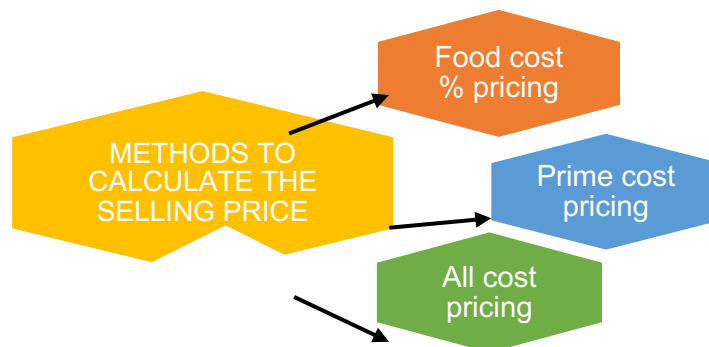 METHODS TO
CALCULATE THE
SELLING PRICE
Food cost
% pricing
Prime cost
pricing
All cost
pricing